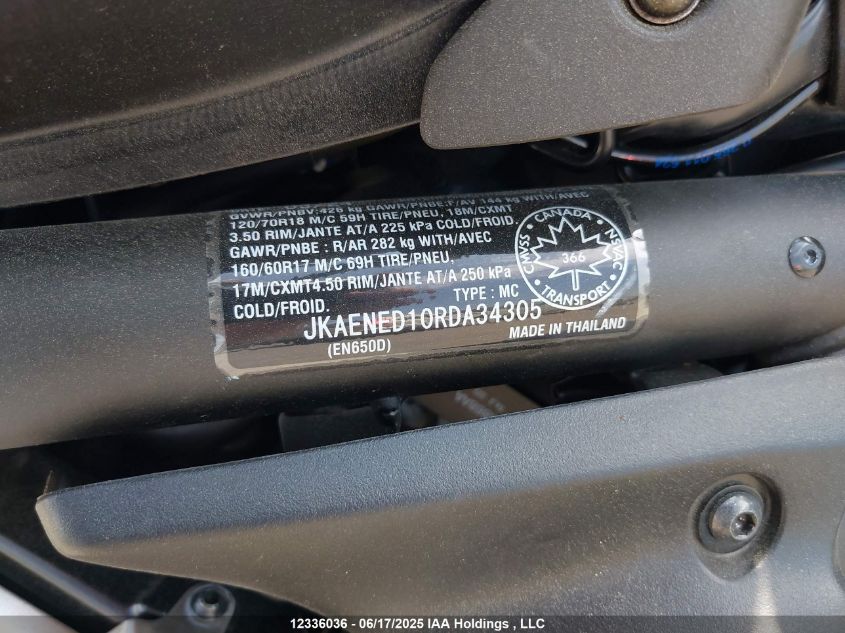 GVWR/PNBV:426 kg GAWR/PNBE:F/AV 144 kg WITH/AVEC
120/70R18 M/C 59H TIRE/PNEU, 18M/CXMT
3.50 RIM/JANTE AT/A 225 kPa COLD/FROID.
GAWR/PNBE : R/AR 282 kg WITH/AVEC
160/60R17 M/C 69H TIRE/PNEU,
17M/CXMT4.50 RIM/JANTE AT/A 250 kPa
COLD/FROID.
TYPE : MC
JKAENED10RDA34305
(EN650D)
MADE IN THAILAND
CANADA
CMVSS
366
NSVAC
TRANSPORT
12336036 - 06/17/2025 IAA Holdings , LLC